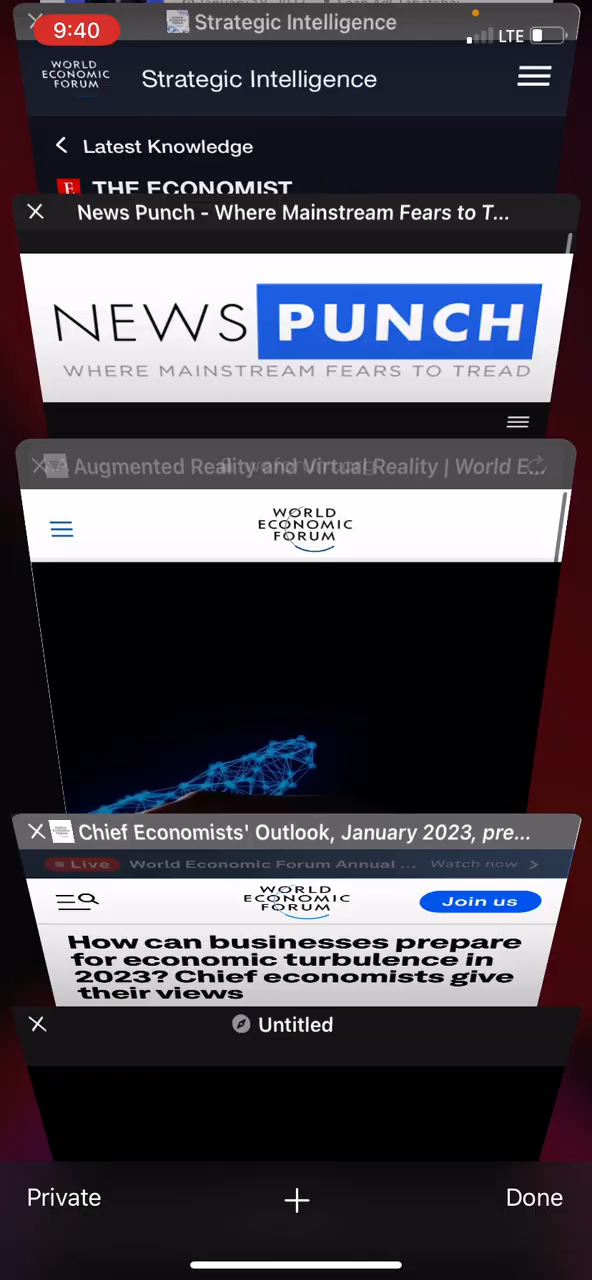 9:40
Strategic Intelligence
LTE
WORLD
ECONOMIC
FORUM
Strategic Intelligence
< Latest Knowledge
E THE ECONOMIST
News Punch - Where Mainstream Fears to T...
NEWS PUNCH
WHERE MAINSTREAM FEARS TO TREAD
Augmented Reality and Virtual Reality | World E...
WORLD
ECONOMIC
FORUM
Chief Economists' Outlook, January 2023, pre...
Live World Economic Forum Annual ... Watch now >
WORLD
ECONOMIC
FORUM
Join us
How can businesses prepare
for economic turbulence in
2023? Chief economists give
their views
Untitled
Private
Done